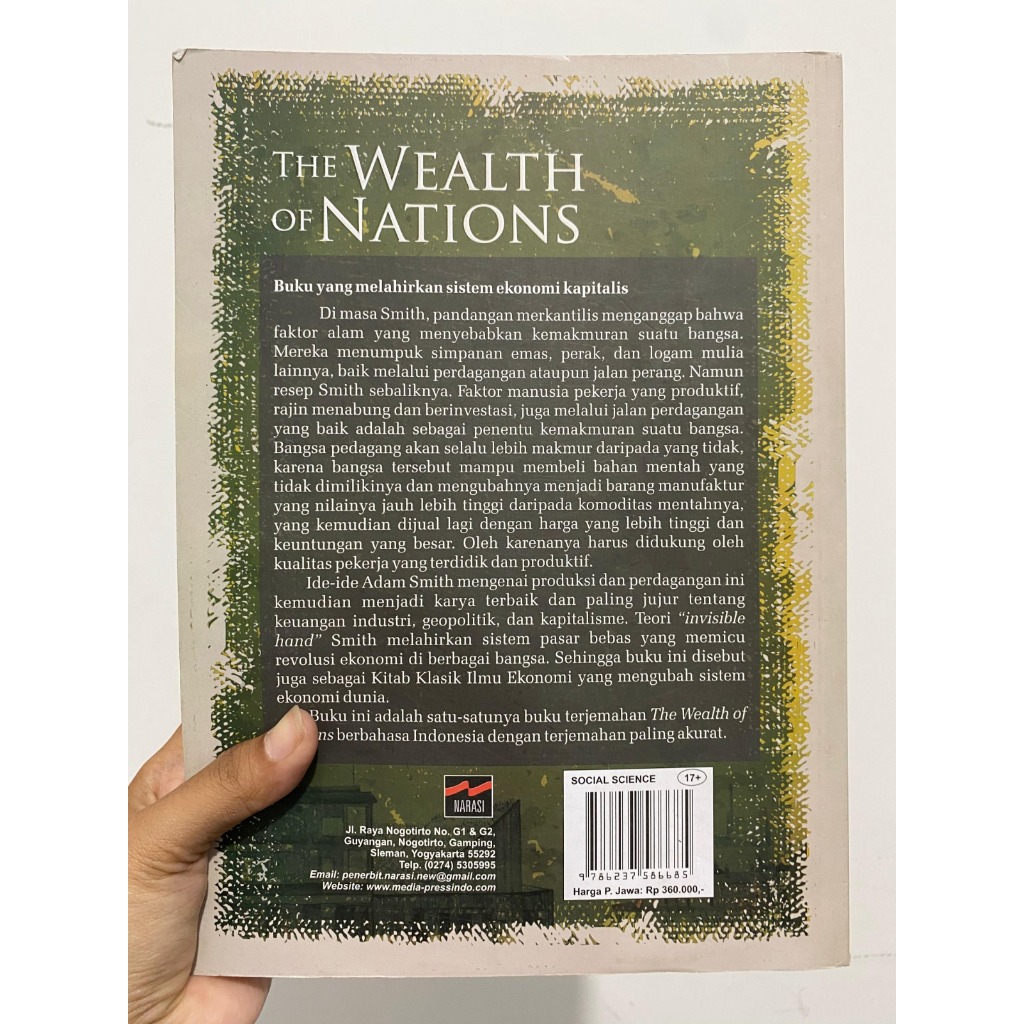 THE WEALTH
OF NATIONS
Buku yang melahirkan sistem ekonomi kapitalis
Di masa Smith, pandangan merkantilis menganggap bahwa
faktor alam yang menyebabkan kemakmuran suatu bangsa.
Mereka menumpuk simpanan emas, perak, dan logam mulia
lainnya, baik melalui perdagangan ataupun jalan perang. Namun
resep Smith sebaliknya. Faktor manusia pekerja yang produktif,
rajin menabung dan berinvestasi, juga melalui jalan perdagangan
yang baik adalah sebagai penentu kemakmuran suatu bangsa.
Bangsa pedagang akan selalu lebih makmur daripada yang tidak,
karena bangsa tersebut mampu membeli bahan mentah yang
tidak dimilikinya dan mengubahnya menjadi barang manufaktur
yang nilainya jauh lebih tinggi daripada komoditas mentahnya,
yang kemudian dijual lagi dengan harga yang lebih tinggi dan
keuntungan yang besar. Oleh karenanya harus didukung oleh
kualitas pekerja yang terdidik dan produktif.
Ide-ide Adam Smith mengenai produksi dan perdagangan ini
kemudian menjadi karya terbaik dan paling jujur tentang
keuangan industri, geopolitik, dan kapitalisme. Teori "invisible
hand" Smith melahirkan sistem pasar bebas yang memicu
revolusi ekonomi di berbagai bangsa. Sehingga buku ini disebut
juga sebagai Kitab Klasik Ilmu Ekonomi yang mengubah sistem
ekonomi dunia.
Buku ini adalah satu-satunya buku terjemahan The Wealth of
ns berbahasa Indonesia dengan terjemahan paling akurat.
NARASI
Jl. Raya Nogotirto No. G1 & G2,
Guyangan, Nogotirto, Gamping,
Sleman, Yogyakarta 55292
Telp. (0274) 5305995
Email: penerbit.narasi.new@gmail.com
Website: www.media-pressindo.com
SOCIAL SCIENCE 17+
9 786237 586685
Harga P. Jawa: Rp 360.000,-